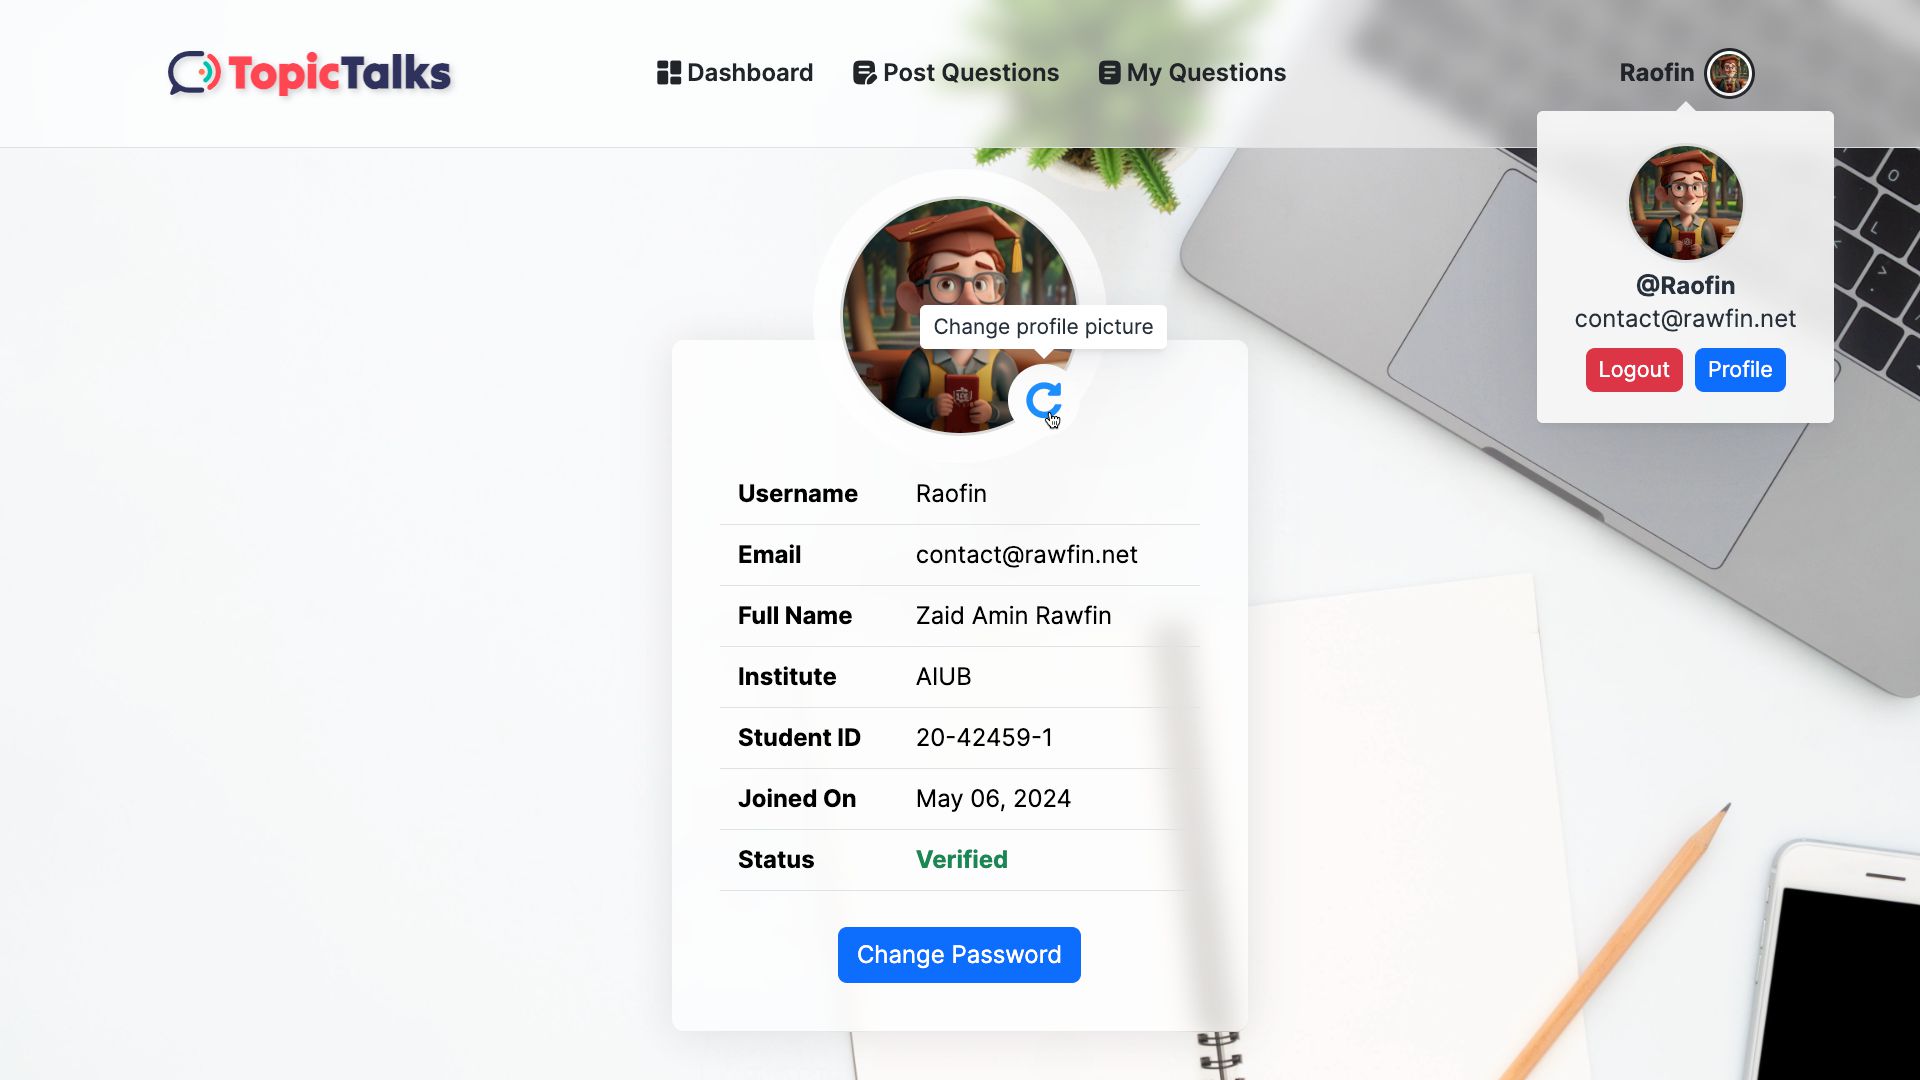 TopicTalks
Dashboard
Post Questions
My Questions
Raofin
@Raofin
contact@rawfin.net
Logout
Profile
Change profile picture
Username Raofin
Email contact@rawfin.net
Full Name Zaid Amin Rawfin
Institute AIUB
Student ID 20-42459-1
Joined On May 06, 2024
Status Verified
Change Password